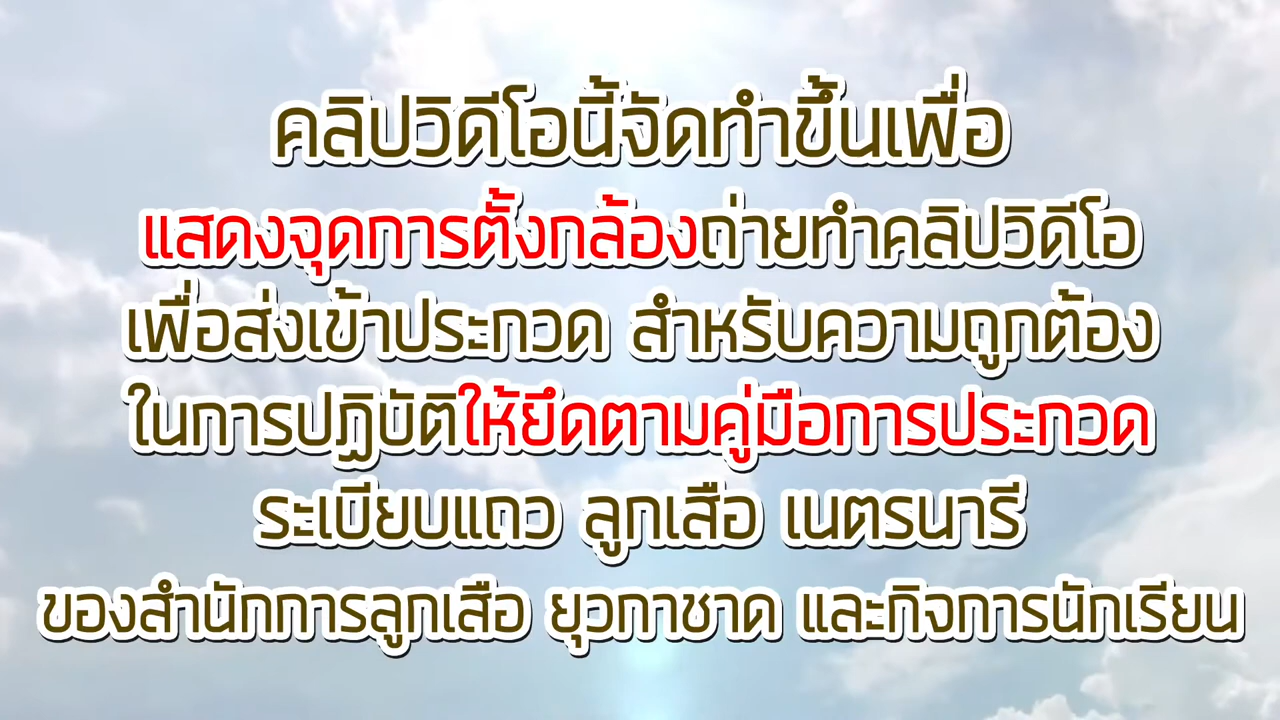 คลิปวิดีโอนี้จัดทำขึ้นเพื่อ
แสดงจุดการตั้งกล้องถ่ายทำคลิปวิดีโอ
เพื่อส่งเข้าประกวด สำหรับความถูกต้อง
ในการปฏิบัติให้ยึดตามคู่มือการประกวด
ระเบียบแถว ลูกเสือ เนตรนารี
ของสำนักการลูกเสือ ยุวกาชาด และกิจการนักเรียน